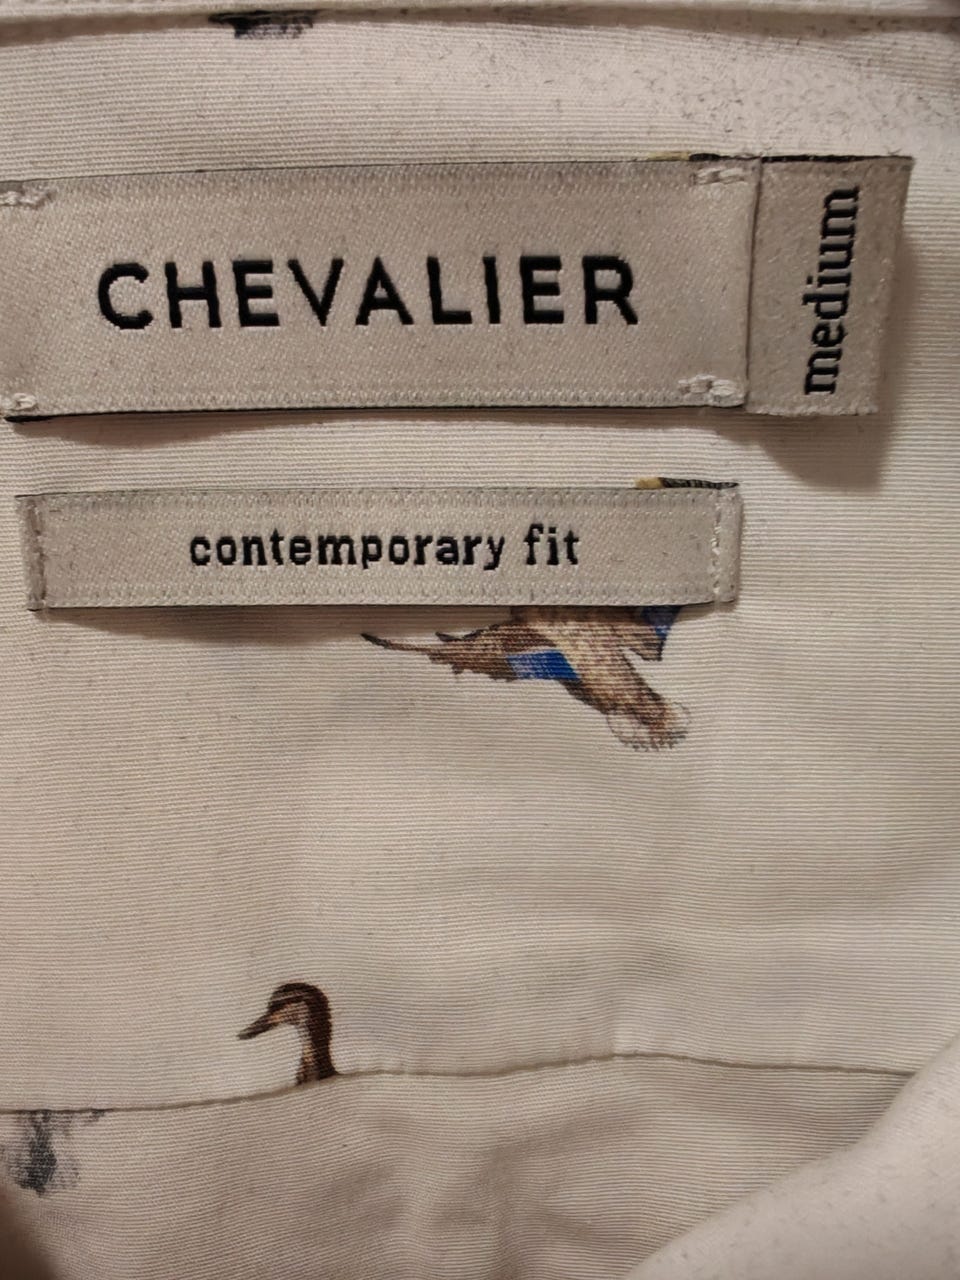 CHEVALIER
medium
contemporary fit